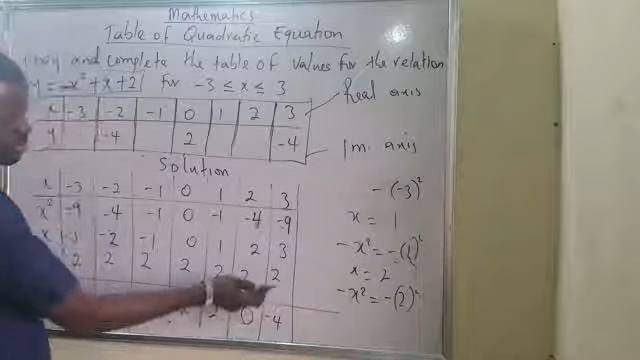 Mathematics
Table of Quadratic Equation
and complete the table of values for the relation
y = -x² + x + 2 for -3 ≤ x ≤ 3
x -3 -2 -1 0 1 2 3
y -4 2 -4
Real axis
Im. axis
Solution
x -3 -2 -1 0 1 2 3
x² -9 -4 -1 0 -1 -4 -9
x -3 -2 -1 0 1 2 3
2 2 2 2 2 2 2
0 -4
-(-3)²
x = 1
-x² = -(1)²
x = 2
-x² = -(2)²